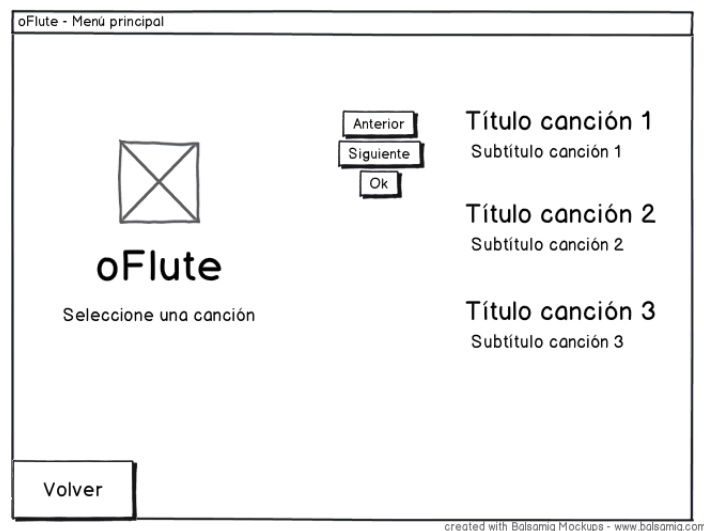 oFlute - Menú principal
oFlute
Seleccione una canción
Anterior
Siguiente
Ok
Título canción 1
Subtítulo canción 1
Título canción 2
Subtítulo canción 2
Título canción 3
Subtítulo canción 3
Volver
created with Balsamiq Mockups - www.balsamiq.com